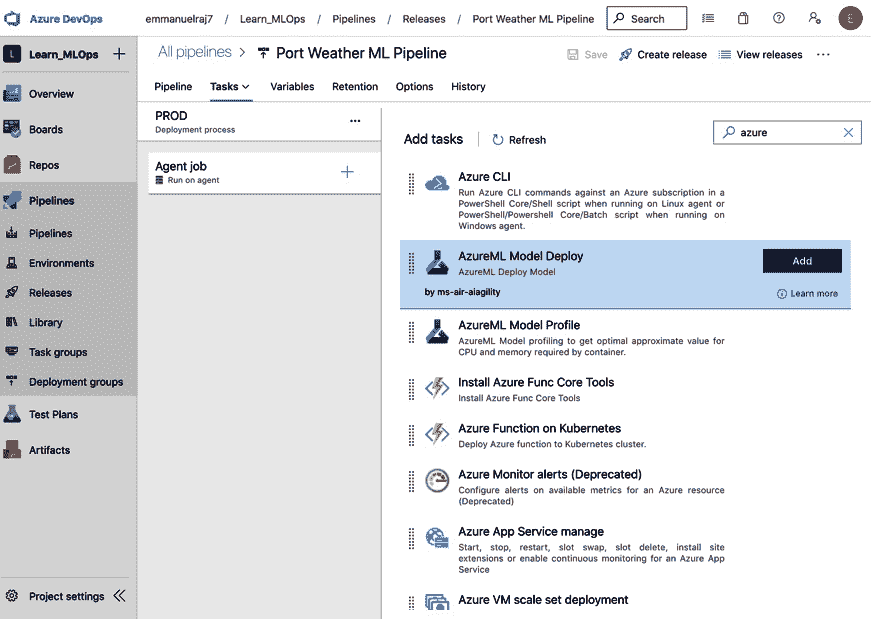 Azure DevOps
emmanuelraj7 / Learn_MLOps / Pipelines / Releases / Port Weather ML Pipeline
Search
E
L
Learn_MLOps
Overview
Boards
Repos
Pipelines
Pipelines
Environments
Releases
Library
Task groups
Deployment groups
Test Plans
Artifacts
Project settings
All pipelines > Port Weather ML Pipeline
Save
Create release
View releases
...
Pipeline
Tasks
Variables
Retention
Options
History
PROD
...
Deployment process
Agent job
Run on agent
Add tasks
Refresh
azure
Azure CLI
Run Azure CLI commands against an Azure subscription in a
PowerShell Core/Shell script when running on Linux agent or
PowerShell/Powershell Core/Batch script when running on
Windows agent.
AzureML Model Deploy
AzureML Deploy Model
by ms-air-aiagility
Add
Learn more
AzureML Model Profile
AzureML Model profiling to get optimal approximate value for
CPU and memory required by container.
Install Azure Func Core Tools
Install Azure Func Core Tools
Azure Function on Kubernetes
Deploy Azure function to Kubernetes cluster.
Azure Monitor alerts (Deprecated)
Configure alerts on available metrics for an Azure resource
(Deprecated)
Azure App Service manage
Start, stop, restart, slot swap, slot delete, install site
extensions or enable continuous monitoring for an Azure App
Service
Azure VM scale set deployment